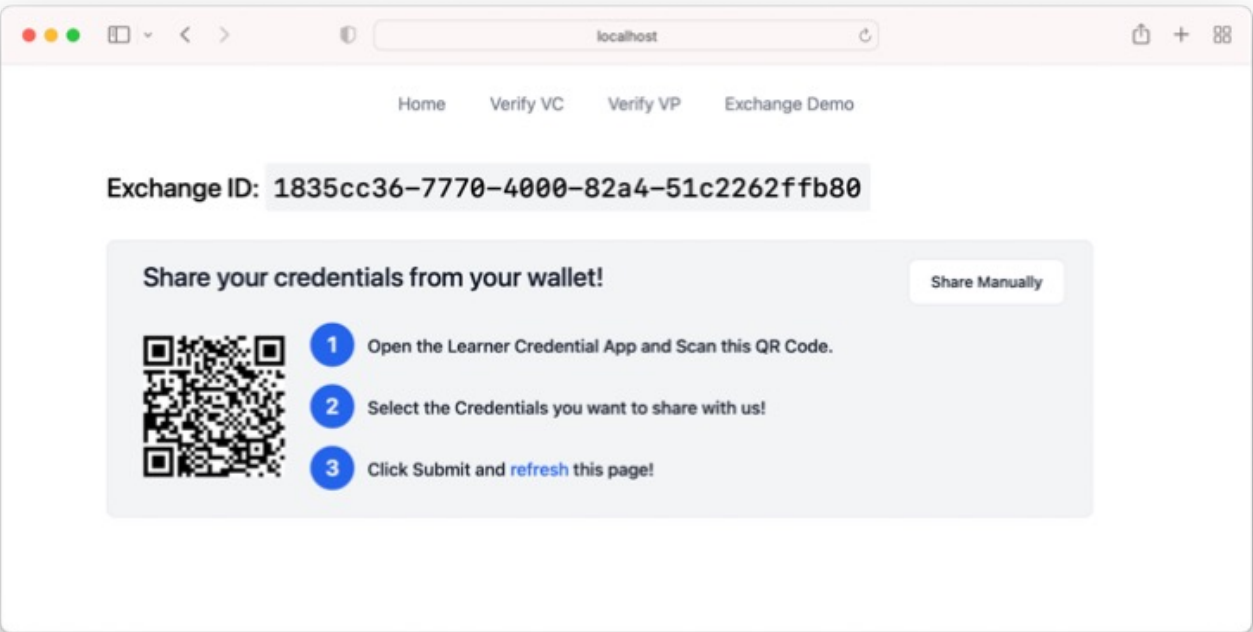 localhost
Home Verify VC Verify VP Exchange Demo
Exchange ID: 1835cc36-7770-4000-82a4-51c2262ffb80
Share your credentials from your wallet!
Share Manually
1 Open the Learner Credential App and Scan this QR Code.
2 Select the Credentials you want to share with us!
3 Click Submit and refresh this page!